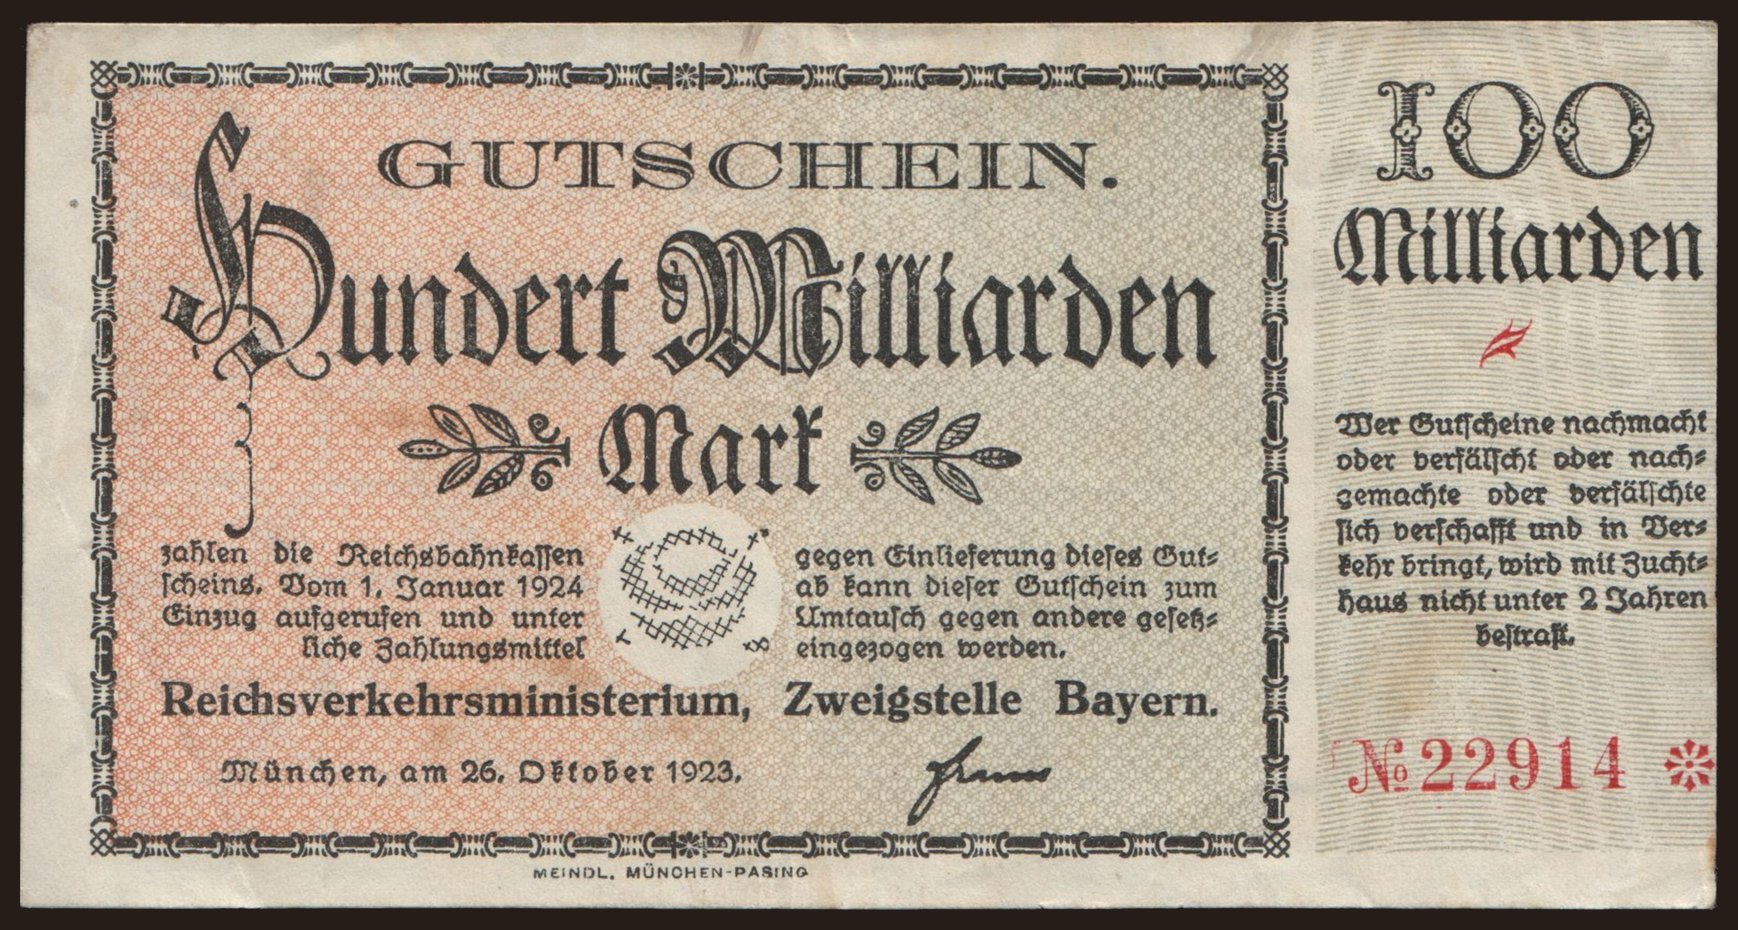 GUTSCHEIN.
Hundert Milliarden
Mark
zahlen die Reichsbahnkassen gegen Einlieferung dieses Gut-
scheins. Vom 1. Januar 1924 ab kann dieser Gutschein zum
Einzug aufgerufen und unter Umtausch gegen andere gesetz-
liche Zahlungsmittel eingezogen werden.
Reichsverkehrsministerium, Zweigstelle Bayern.
München, am 26. Oktober 1923.
MEINDL. MÜNCHEN-PASING
100
Milliarden
Wer Gutscheine nachmacht
oder verfälscht oder nach-
gemachte oder verfälschte
sich verschafft und in Ver-
kehr bringt, wird mit Zucht-
haus nicht unter 2 Jahren
bestraft.
№ 22914